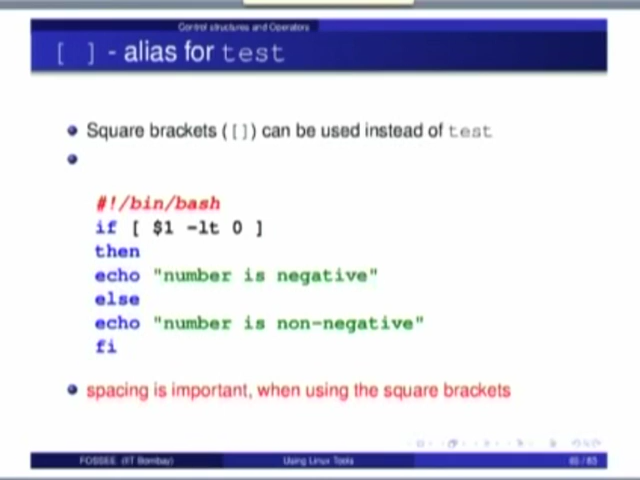 Control structures and Operators
[ ] - alias for test
Square brackets ([]) can be used instead of test
#!/bin/bash
if [ $1 -lt 0 ]
then
echo "number is negative"
else
echo "number is non-negative"
fi
spacing is important, when using the square brackets
FOSSEE (IIT Bombay)
Using Linux Tools
65 / 83